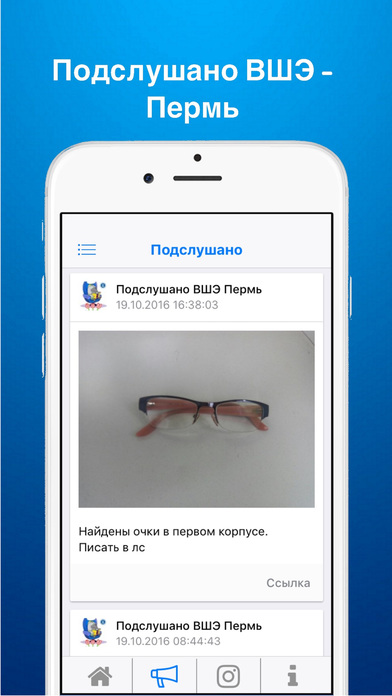 Подслушано ВШЭ -
Пермь
Подслушано
Подслушано ВШЭ Пермь
19.10.2016 16:38:03
Найдены очки в первом корпусе.
Писать в лс
Ссылка
Подслушано ВШЭ Пермь
19.10.2016 08:44:43